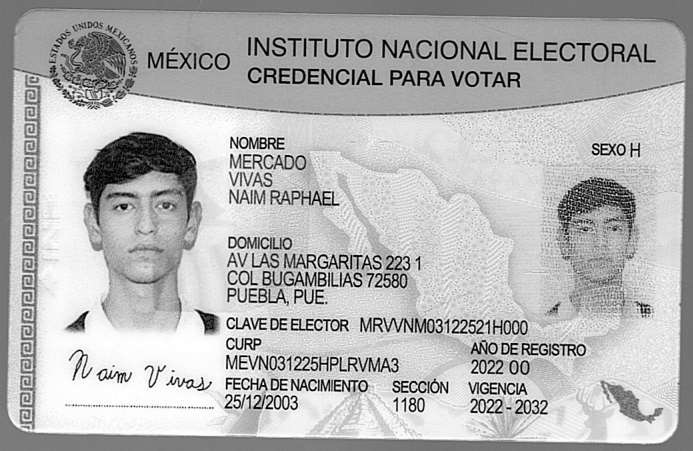 ESTADOS UNIDOS MEXICANOS
MÉXICO
INSTITUTO NACIONAL ELECTORAL
CREDENCIAL PARA VOTAR
NOMBRE
MERCADO
VIVAS
NAIM RAPHAEL
SEXO H
DOMICILIO
AV LAS MARGARITAS 223 1
COL BUGAMBILIAS 72580
PUEBLA, PUE.
CLAVE DE ELECTOR MRVVNM03122521H000
CURP
MEVN031225HPLRVMA3
AÑO DE REGISTRO
2022 00
FECHA DE NACIMIENTO
25/12/2003
SECCIÓN
1180
VIGENCIA
2022 - 2032
Naim Vivas